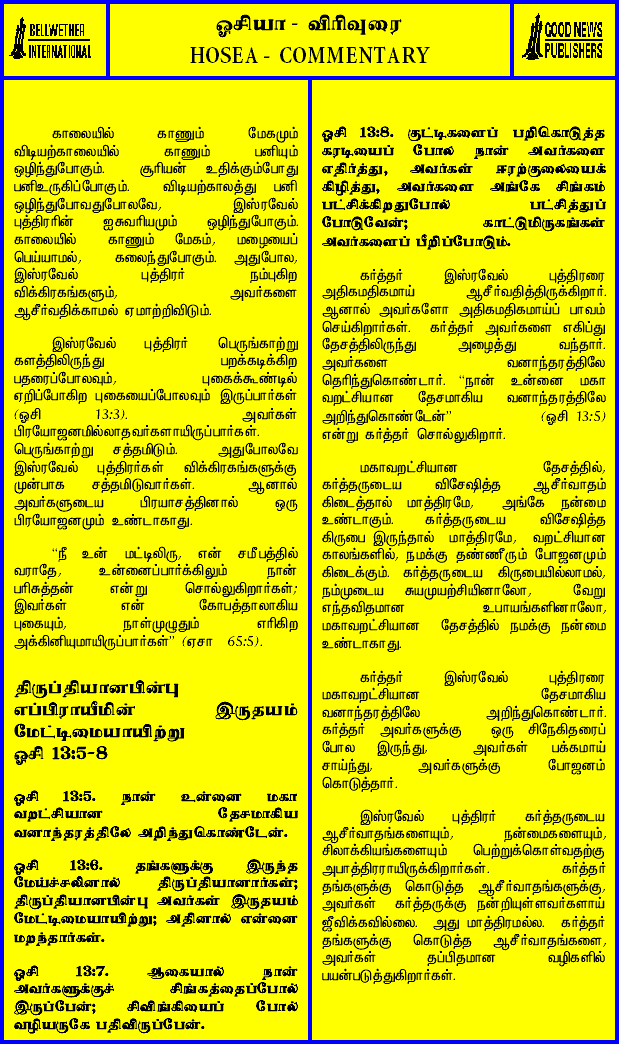 BELLWETHER
INTERNATIONAL
ஓசியா - விரிவுரை
HOSEA - COMMENTARY
GOOD NEWS
PUBLISHERS
காலையில் காணும் மேகமும்
விடியற்காலையில் காணும் பனியும்
ஒழிந்துபோகும். சூரியன் உதிக்கும்போது
பனிஉருகிப்போகும். விடியற்காலத்து பனி
ஒழிந்துபோவதுபோலவே, இஸ்ரவேல்
புத்திரரின் ஐசுவரியமும் ஒழிந்துபோகும்.
காலையில் காணும் மேகம், மழையைப்
பெய்யாமல், கலைந்துபோகும். அதுபோல,
இஸ்ரவேல் புத்திரர் நம்புகிற
விக்கிரகங்களும், அவர்களை
ஆசீர்வதிக்காமல் ஏமாற்றிவிடும்.
இஸ்ரவேல் புத்திரர் பெருங்காற்று
களத்திலிருந்து பறக்கடிக்கிற
பதரைப்போலவும், புகைக்கூண்டில்
ஏறிப்போகிற புகையைப்போலவும் இருப்பார்கள்
(ஓசி 13:3). அவர்கள்
பிரயோஜனமில்லாதவர்களாயிருப்பார்கள்.
பெருங்காற்று சத்தமிடும். அதுபோலவே
இஸ்ரவேல் புத்திரர்கள் விக்கிரகங்களுக்கு
முன்பாக சத்தமிடுவார்கள். ஆனால்
அவர்களுடைய பிரயாசத்தினால் ஒரு
பிரயோஜனமும் உண்டாகாது.
“நீ உன் மட்டிலிரு, என் சமீபத்தில்
வராதே, உன்னைப்பார்க்கிலும் நான்
பரிசுத்தன் என்று சொல்லுகிறார்கள்;
இவர்கள் என் கோபத்தாலாகிய
புகையும், நாள்முழுதும் எரிகிற
அக்கினியுமாயிருப்பார்கள்” (ஏசா 65:5).
திருப்தியானபின்பு
எப்பிராயீமின் இருதயம்
மேட்டிமையாயிற்று
ஓசி 13:5-8
ஓசி 13:5. நான் உன்னை மகா
வறட்சியான தேசமாகிய
வனாந்தரத்திலே அறிந்துகொண்டேன்.
ஓசி 13:6. தங்களுக்கு இருந்த
மேய்ச்சலினால் திருப்தியானார்கள்;
திருப்தியானபின்பு அவர்கள் இருதயம்
மேட்டிமையாயிற்று; அதினால் என்னை
மறந்தார்கள்.
ஓசி 13:7. ஆகையால் நான்
அவர்களுக்குச் சிங்கத்தைப்போல்
இருப்பேன்; சிவிங்கியைப் போல்
வழியருகே பதிவிருப்பேன்.
ஓசி 13:8. குட்டிகளைப் பறிகொடுத்த
கரடியைப் போல் நான் அவர்களை
எதிர்த்து, அவர்கள் ஈரற்குலையைக்
கிழித்து, அவர்களை அங்கே சிங்கம்
பட்சிக்கிறதுபோல் பட்சித்துப்
போடுவேன்; காட்டுமிருகங்கள்
அவர்களைப் பீறிப்போடும்.
கர்த்தர் இஸ்ரவேல் புத்திரரை
அதிகமதிகமாய் ஆசீர்வதித்திருக்கிறார்.
ஆனால் அவர்களோ அதிகமதிகமாய்ப் பாவம்
செய்கிறார்கள். கர்த்தர் அவர்களை எகிப்து
தேசத்திலிருந்து அழைத்து வந்தார்.
அவர்களை வனாந்தரத்திலே
தெரிந்துகொண்டார். “நான் உன்னை மகா
வறட்சியான தேசமாகிய வனாந்தரத்திலே
அறிந்துகொண்டேன்” (ஓசி 13:5)
என்று கர்த்தர் சொல்லுகிறார்.
மகாவறட்சியான தேசத்தில்,
கர்த்தருடைய விசேஷித்த ஆசீர்வாதம்
கிடைத்தால் மாத்திரமே, அங்கே நன்மை
உண்டாகும். கர்த்தருடைய விசேஷித்த
கிருபை இருந்தால் மாத்திரமே, வறட்சியான
காலங்களில், நமக்கு தண்ணீரும் போஜனமும்
கிடைக்கும். கர்த்தருடைய கிருபையில்லாமல்,
நம்முடைய சுயமுயற்சியினாலோ, வேறு
எந்தவிதமான உபாயங்களினாலோ,
மகாவறட்சியான தேசத்தில் நமக்கு நன்மை
உண்டாகாது.
கர்த்தர் இஸ்ரவேல் புத்திரரை
மகாவறட்சியான தேசமாகிய
வனாந்தரத்திலே அறிந்துகொண்டார்.
கர்த்தர் அவர்களுக்கு ஒரு சிநேகிதரைப்
போல இருந்து, அவர்கள் பக்கமாய்
சாய்ந்து, அவர்களுக்கு போஜனம்
கொடுத்தார்.
இஸ்ரவேல் புத்திரர் கர்த்தருடைய
ஆசீர்வாதங்களையும், நன்மைகளையும்,
சிலாக்கியங்களையும் பெற்றுக்கொள்வதற்கு
அபாத்திரராயிருக்கிறார்கள். கர்த்தர்
தங்களுக்கு கொடுத்த ஆசீர்வாதங்களுக்கு,
அவர்கள் கர்த்தருக்கு நன்றியுள்ளவர்களாய்
ஜீவிக்கவில்லை. அது மாத்திரமல்ல. கர்த்தர்
தங்களுக்கு கொடுத்த ஆசீர்வாதங்களை,
அவர்கள் தப்பிதமான வழிகளில்
பயன்படுத்துகிறார்கள்.